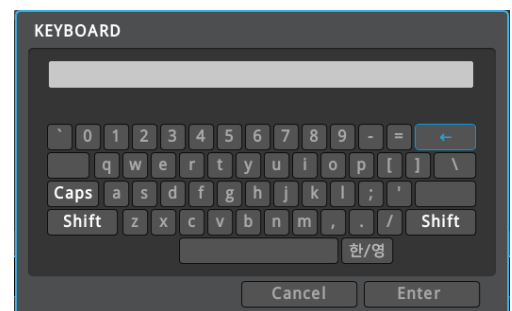 KEYBOARD
` 0 1 2 3 4 5 6 7 8 9 - = ←
q w e r t y u i o p [ ] \
Caps a s d f g h j k l ; '
Shift z x c v b n m , . / Shift
한/영
Cancel Enter